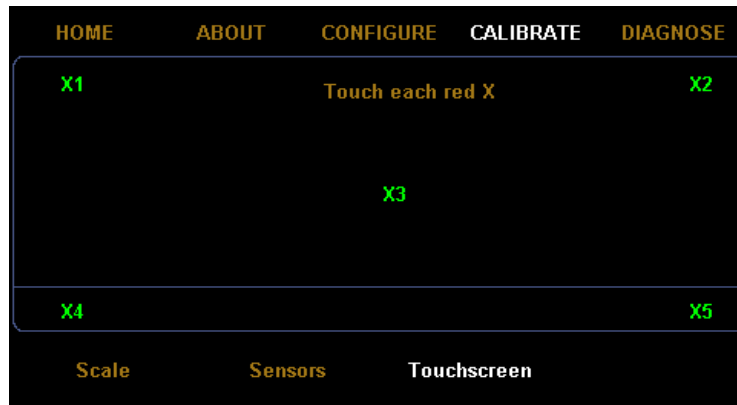 HOME ABOUT CONFIGURE CALIBRATE DIAGNOSE
X1 Touch each red X X2
X3
X4 X5
Scale Sensors Touchscreen